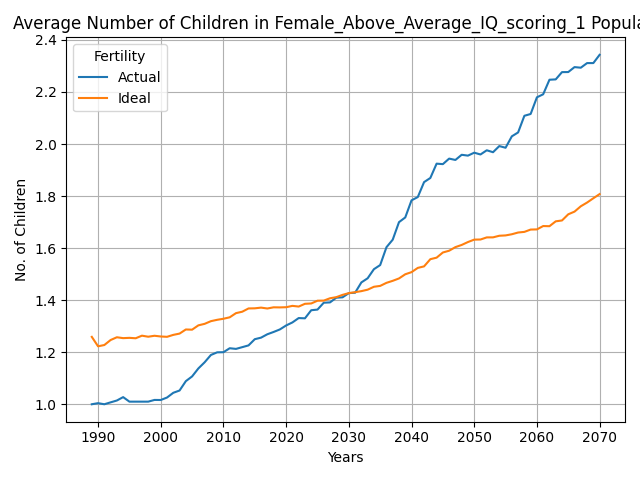 Average Number of Children in Female_Above_Average_IQ_scoring_1 Popula
Fertility
Actual
Ideal
No. of Children
2.4
2.2
2.0
1.8
1.6
1.4
1.2
1.0
1990 2000 2010 2020 2030 2040 2050 2060 2070
Years